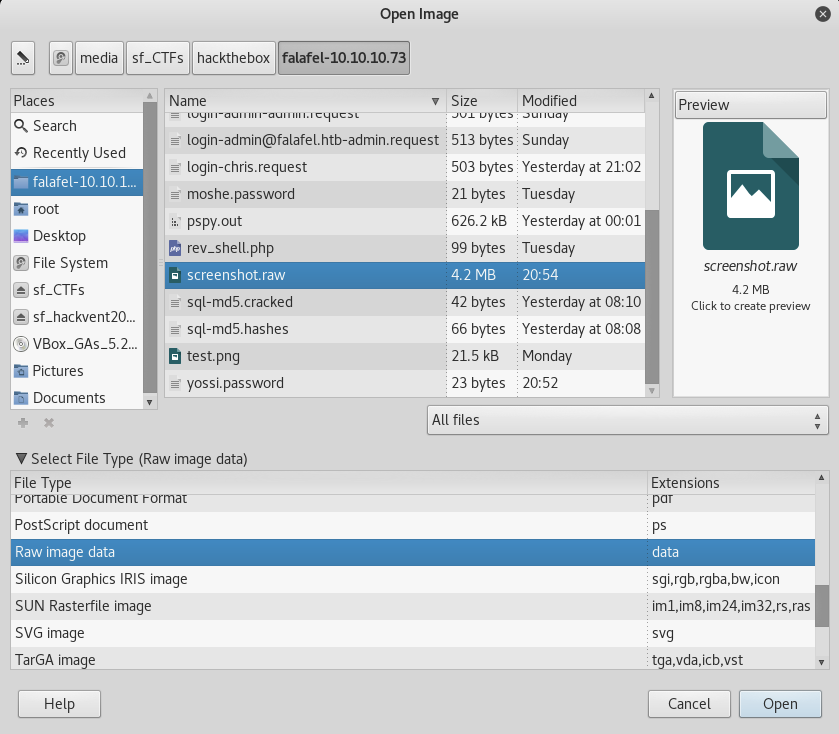 Open Image
media sf_CTFs hackthebox falafel-10.10.10.73
Places
Search
Recently Used
falafel-10.10.1...
root
Desktop
File System
sf_CTFs
sf_hackvent20...
VBox_GAs_5.2...
Pictures
Documents
Name Size Modified
login-admin-admin.request 501 bytes Sunday
login-admin@falafel.htb-admin.request 513 bytes Sunday
login-chris.request 503 bytes Yesterday at 21:02
moshe.password 21 bytes Tuesday
pspy.out 626.2 kB Yesterday at 00:01
rev_shell.php 99 bytes Tuesday
screenshot.raw 4.2 MB 20:54
sql-md5.cracked 42 bytes Yesterday at 08:10
sql-md5.hashes 66 bytes Yesterday at 08:08
test.png 21.5 kB Monday
yossi.password 23 bytes 20:52
Preview
screenshot.raw
4.2 MB
Click to create preview
All files
Select File Type (Raw image data)
File Type Extensions
Portable Document Format pdf
PostScript document ps
Raw image data data
Silicon Graphics IRIS image sgi,rgb,rgba,bw,icon
SUN Rasterfile image im1,im8,im24,im32,rs,ras
SVG image svg
TarGA image tga,vda,icb,vst
Help Cancel Open